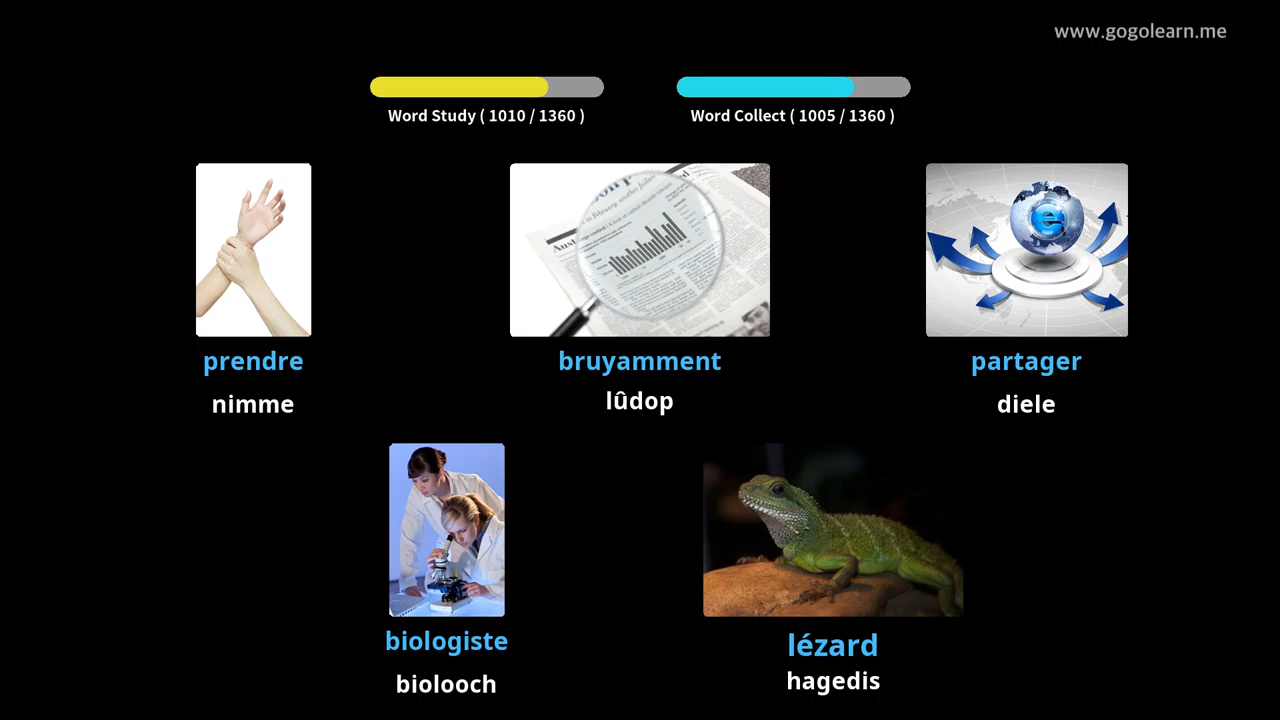 www.gogolearn.me
Word Study ( 1010 / 1360 )
Word Collect ( 1005 / 1360 )
prendre
nimme
bruyamment
lûdop
partager
diele
biologiste
biolooch
lézard
hagedis